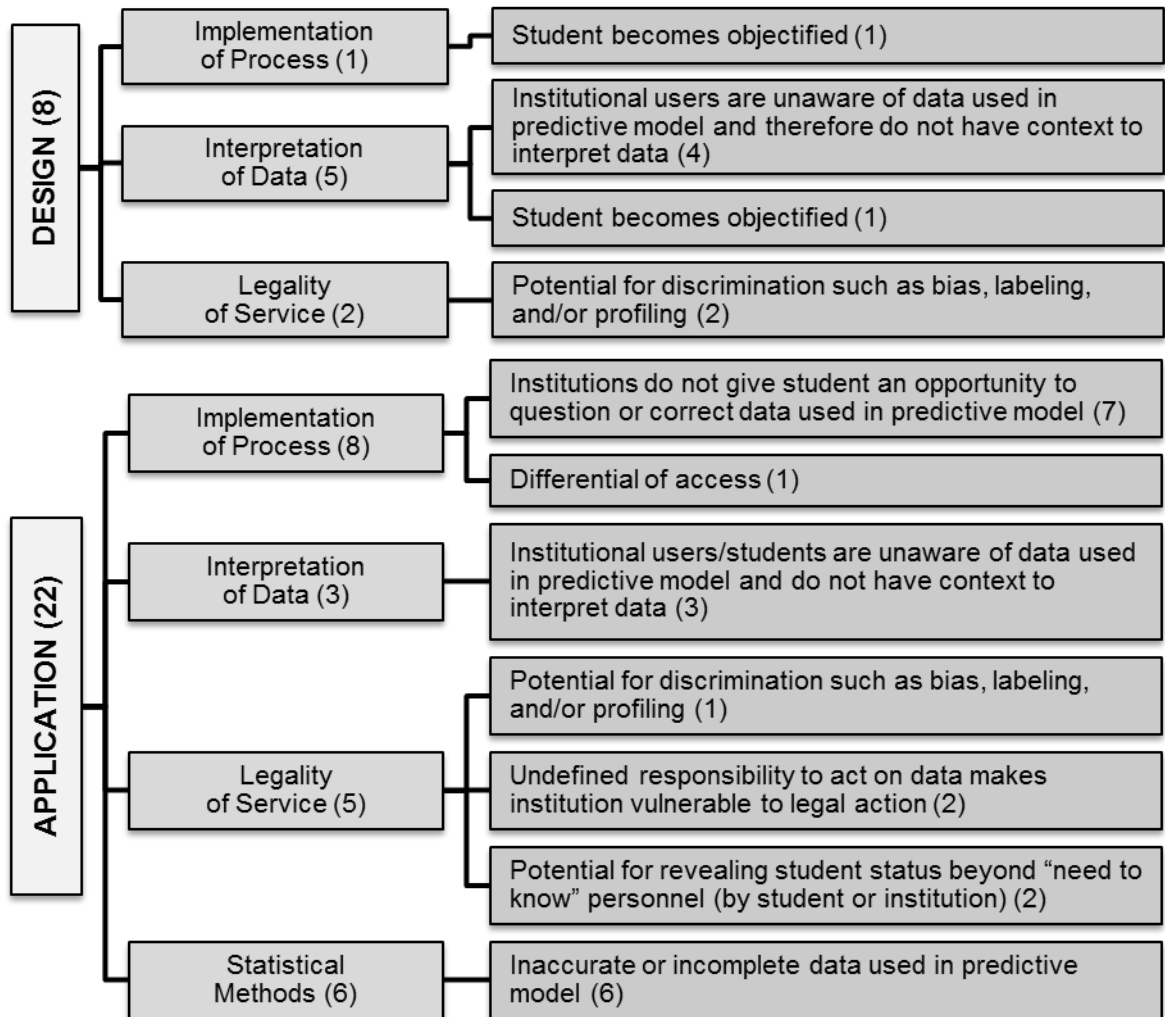 DESIGN (8)
Implementation
of Process (1)
Student becomes objectified (1)
Interpretation
of Data (5)
Institutional users are unaware of data used in
predictive model and therefore do not have context to
interpret data (4)
Student becomes objectified (1)
Legality
of Service (2)
Potential for discrimination such as bias, labeling,
and/or profiling (2)
APPLICATION (22)
Implementation
of Process (8)
Institutions do not give student an opportunity to
question or correct data used in predictive model (7)
Differential of access (1)
Interpretation
of Data (3)
Institutional users/students are unaware of data used
in predictive model and do not have context to
interpret data (3)
Legality
of Service (5)
Potential for discrimination such as bias, labeling,
and/or profiling (1)
Undefined responsibility to act on data makes
institution vulnerable to legal action (2)
Potential for revealing student status beyond “need to
know” personnel (by student or institution) (2)
Statistical
Methods (6)
Inaccurate or incomplete data used in predictive
model (6)